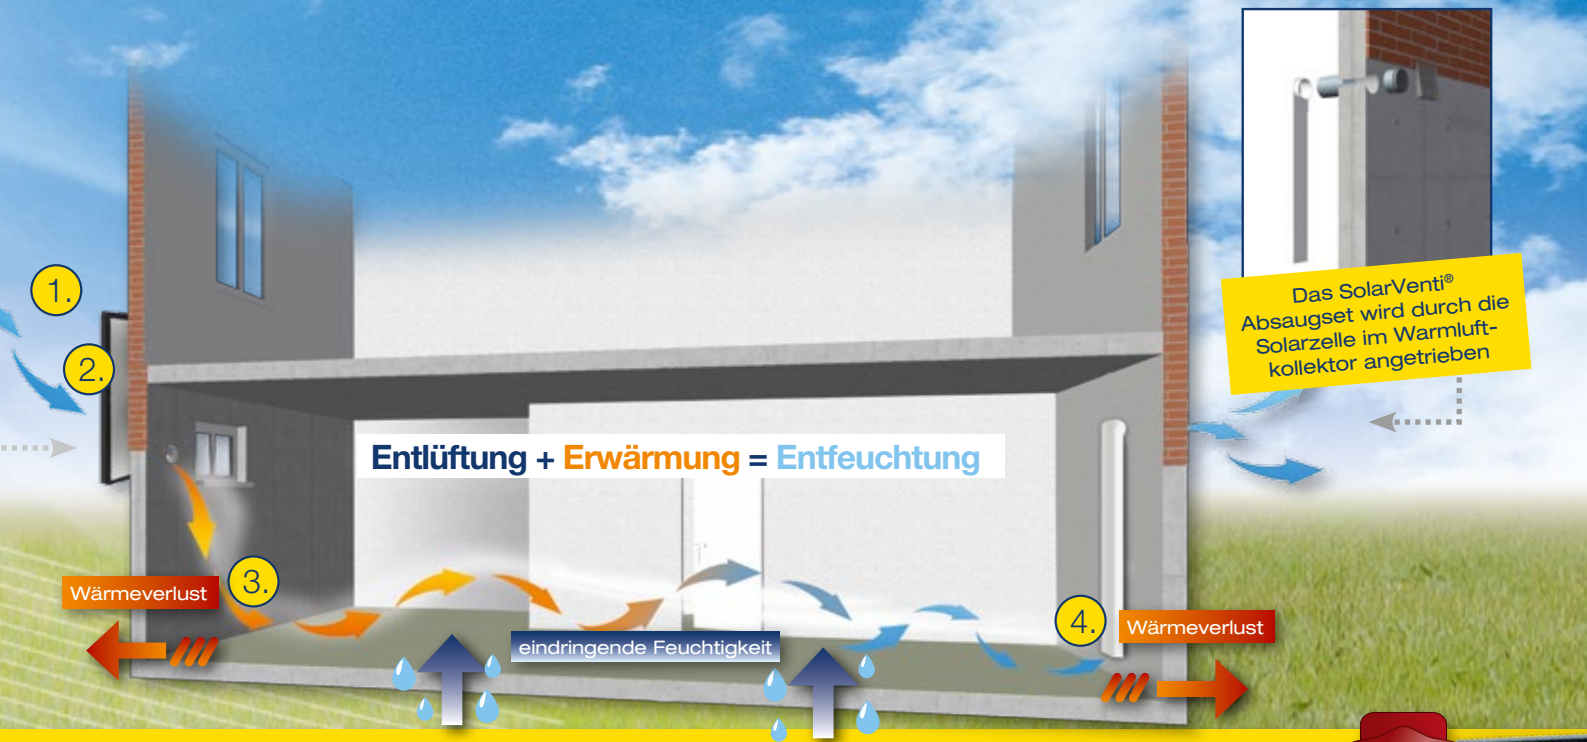 1.
2.
Das SolarVenti®
Absaugset wird durch die
Solarzelle im Warmluft-
kollektor angetrieben
Entlüftung + Erwärmung = Entfeuchtung
Wärmeverlust
3.
eindringende Feuchtigkeit
4.
Wärmeverlust